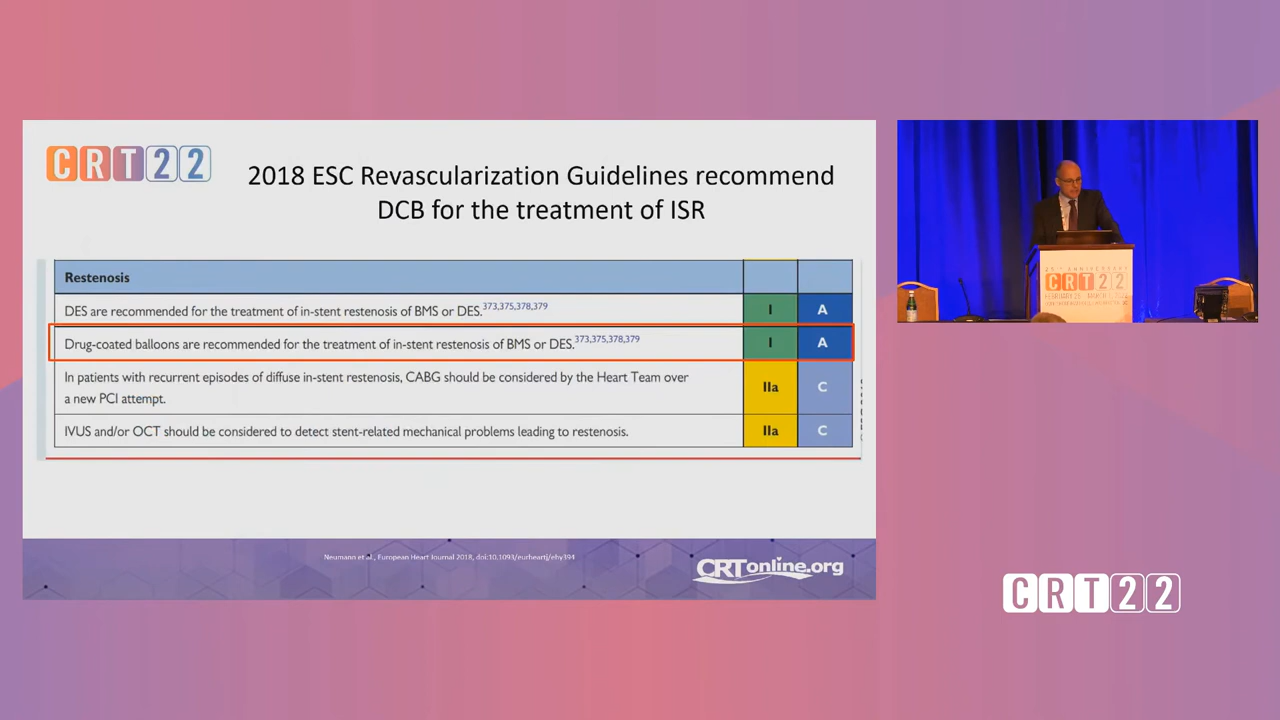 CRT22
2018 ESC Revascularization Guidelines recommend
DCB for the treatment of ISR
Restenosis
DES are recommended for the treatment of in-stent restenosis of BMS or DES.373,375,378,379
I
A
Drug-coated balloons are recommended for the treatment of in-stent restenosis of BMS or DES.373,375,378,379
I
A
In patients with recurrent episodes of diffuse in-stent restenosis, CABG should be considered by the Heart Team over
a new PCI attempt.
IIa
C
IVUS and/or OCT should be considered to detect stent-related mechanical problems leading to restenosis.
IIa
C
Neumann et al., European Heart Journal 2018, doi:10.1093/eurheartj/ehy394
CRTonline.org
ANNIVERSARY
CRT22
CRT22